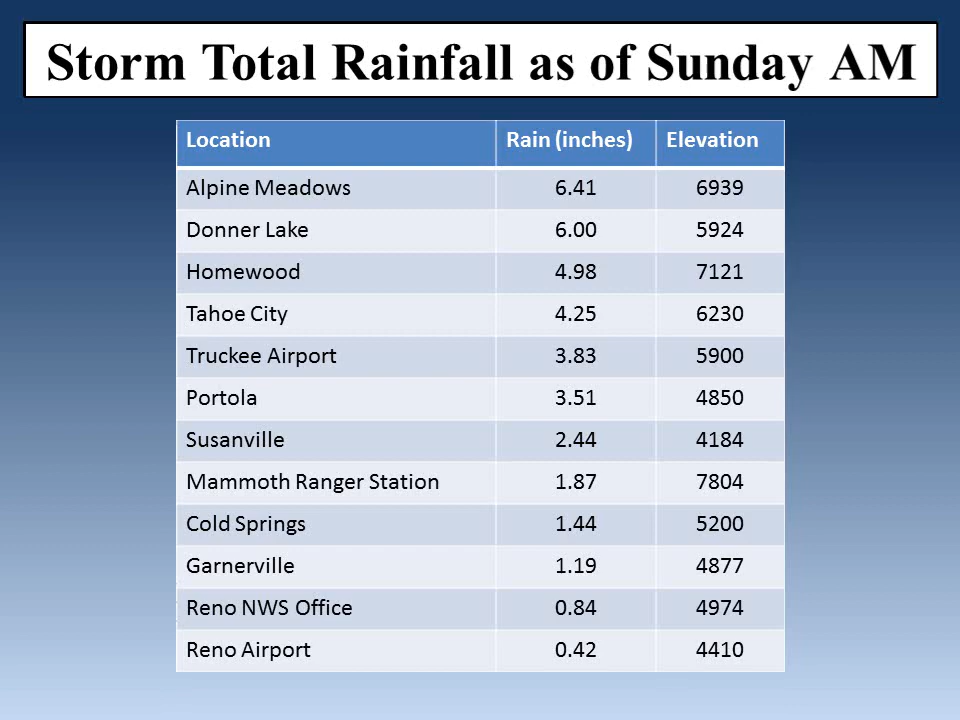 Storm Total Rainfall as of Sunday AM
Location Rain (inches) Elevation
Alpine Meadows 6.41 6939
Donner Lake 6.00 5924
Homewood 4.98 7121
Tahoe City 4.25 6230
Truckee Airport 3.83 5900
Portola 3.51 4850
Susanville 2.44 4184
Mammoth Ranger Station 1.87 7804
Cold Springs 1.44 5200
Garnerville 1.19 4877
Reno NWS Office 0.84 4974
Reno Airport 0.42 4410